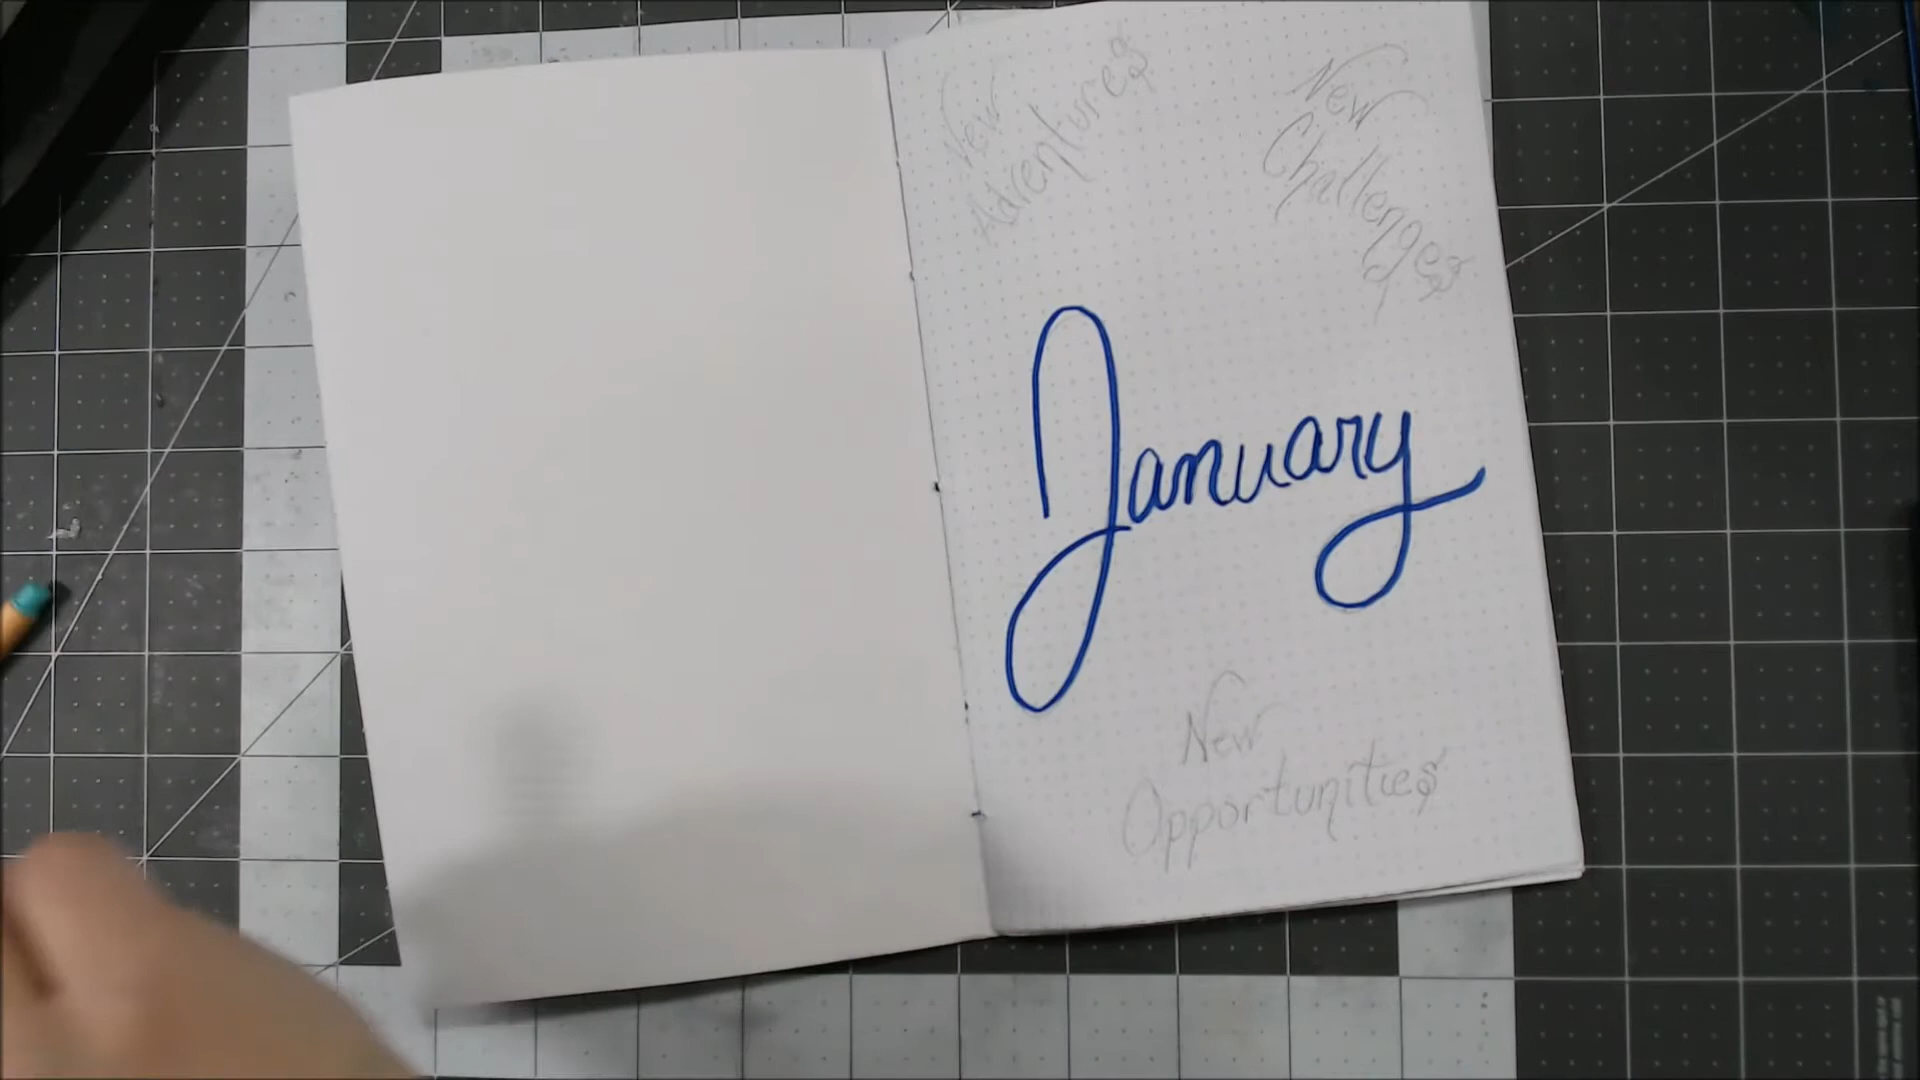 New
Adventures
New
Challenges
January
New
Opportunities